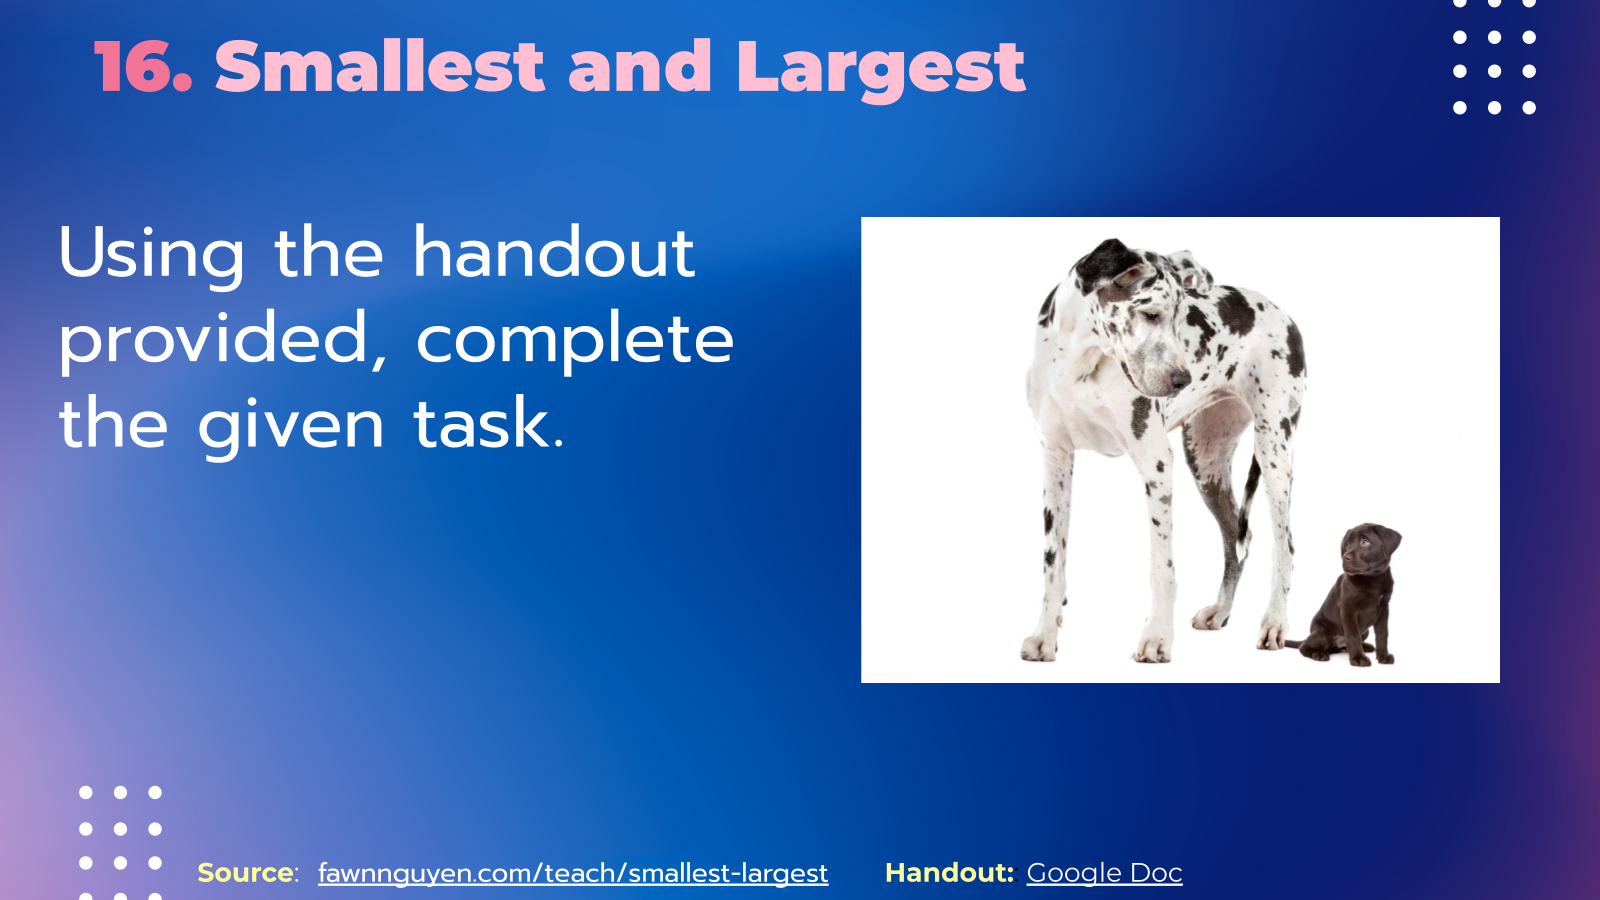 16. Smallest and Largest
Using the handout
provided, complete
the given task.
Source: fawnnguyen.com/teach/smallest-largest Handout: Google Doc